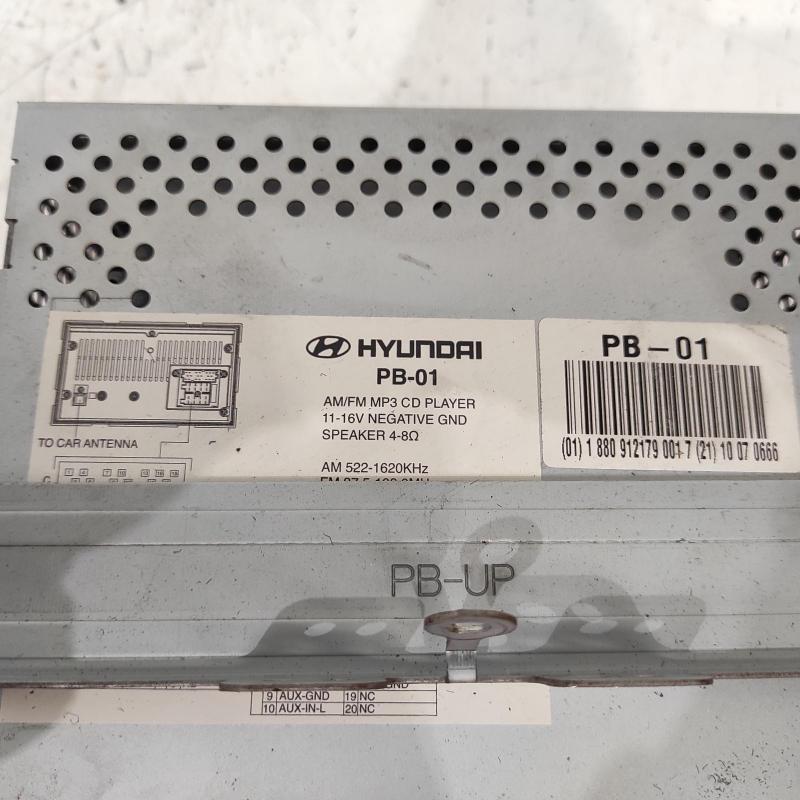 HYUNDAI
PB-01
AM/FM MP3 CD PLAYER
11-16V NEGATIVE GND
SPEAKER 4-8Ω
AM 522-1620KHz
TO CAR ANTENNA
PB-01
(01) 1 880 912179 001 7 (21) 10 07 0666
PB-UP
9 AUX-GND 19 NC
10 AUX-IN-L 20 NC